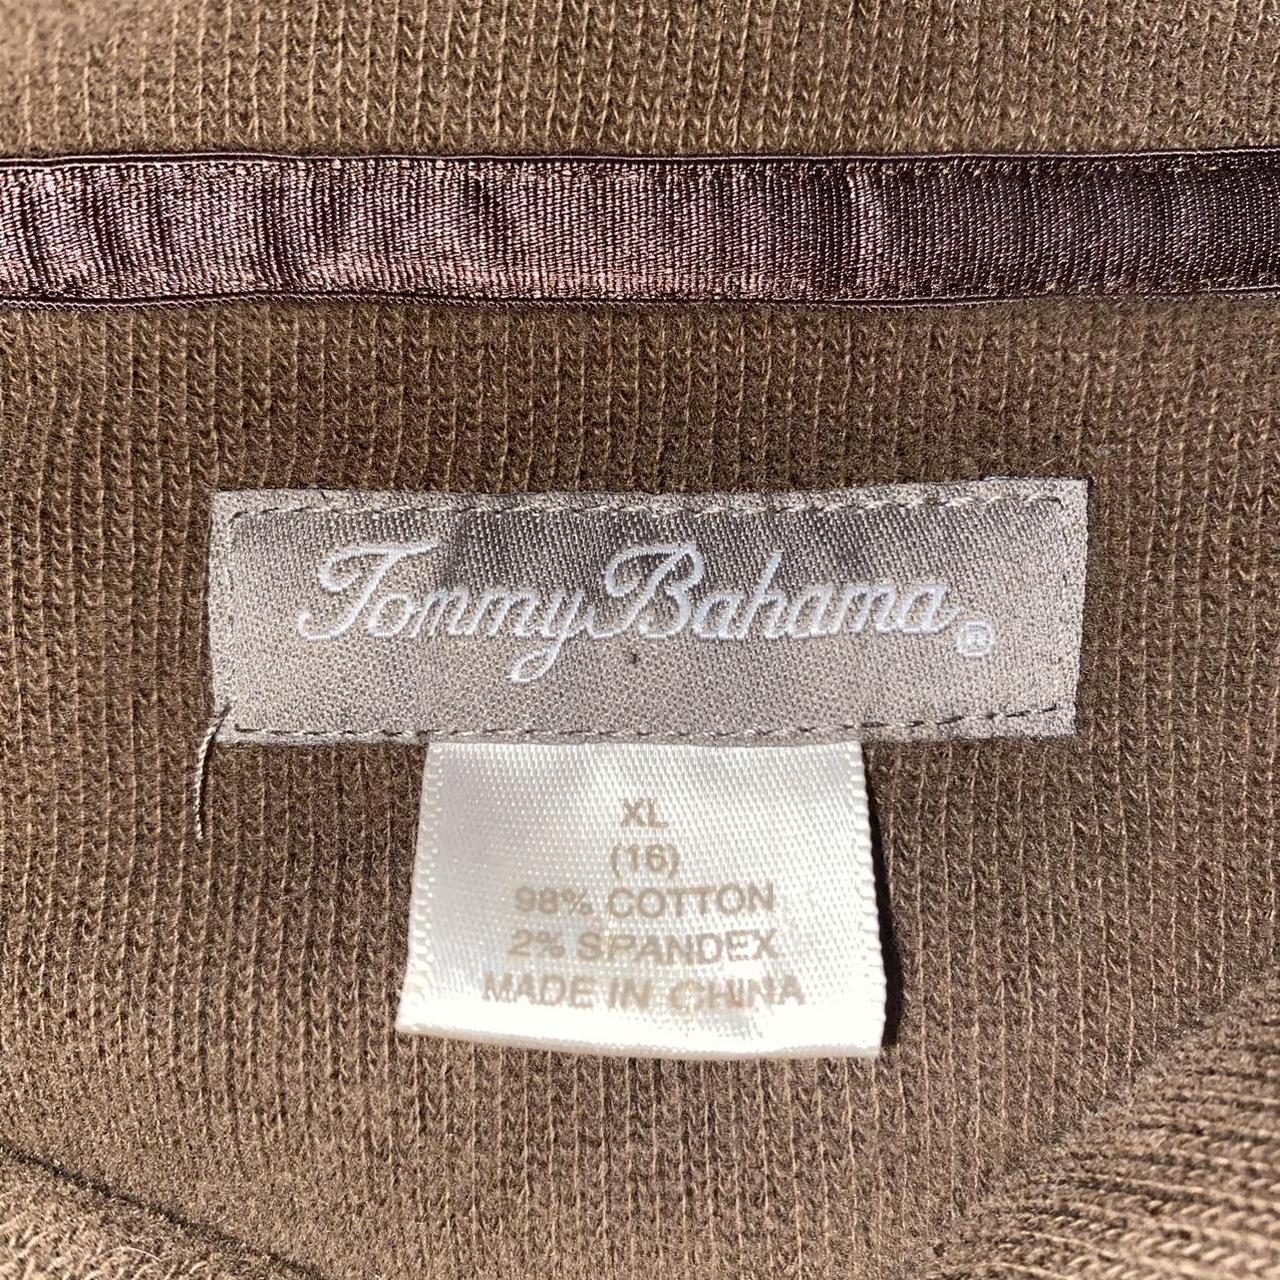 Tommy Bahama®
XL
(16)
98% COTTON
2% SPANDEX
MADE IN CHINA